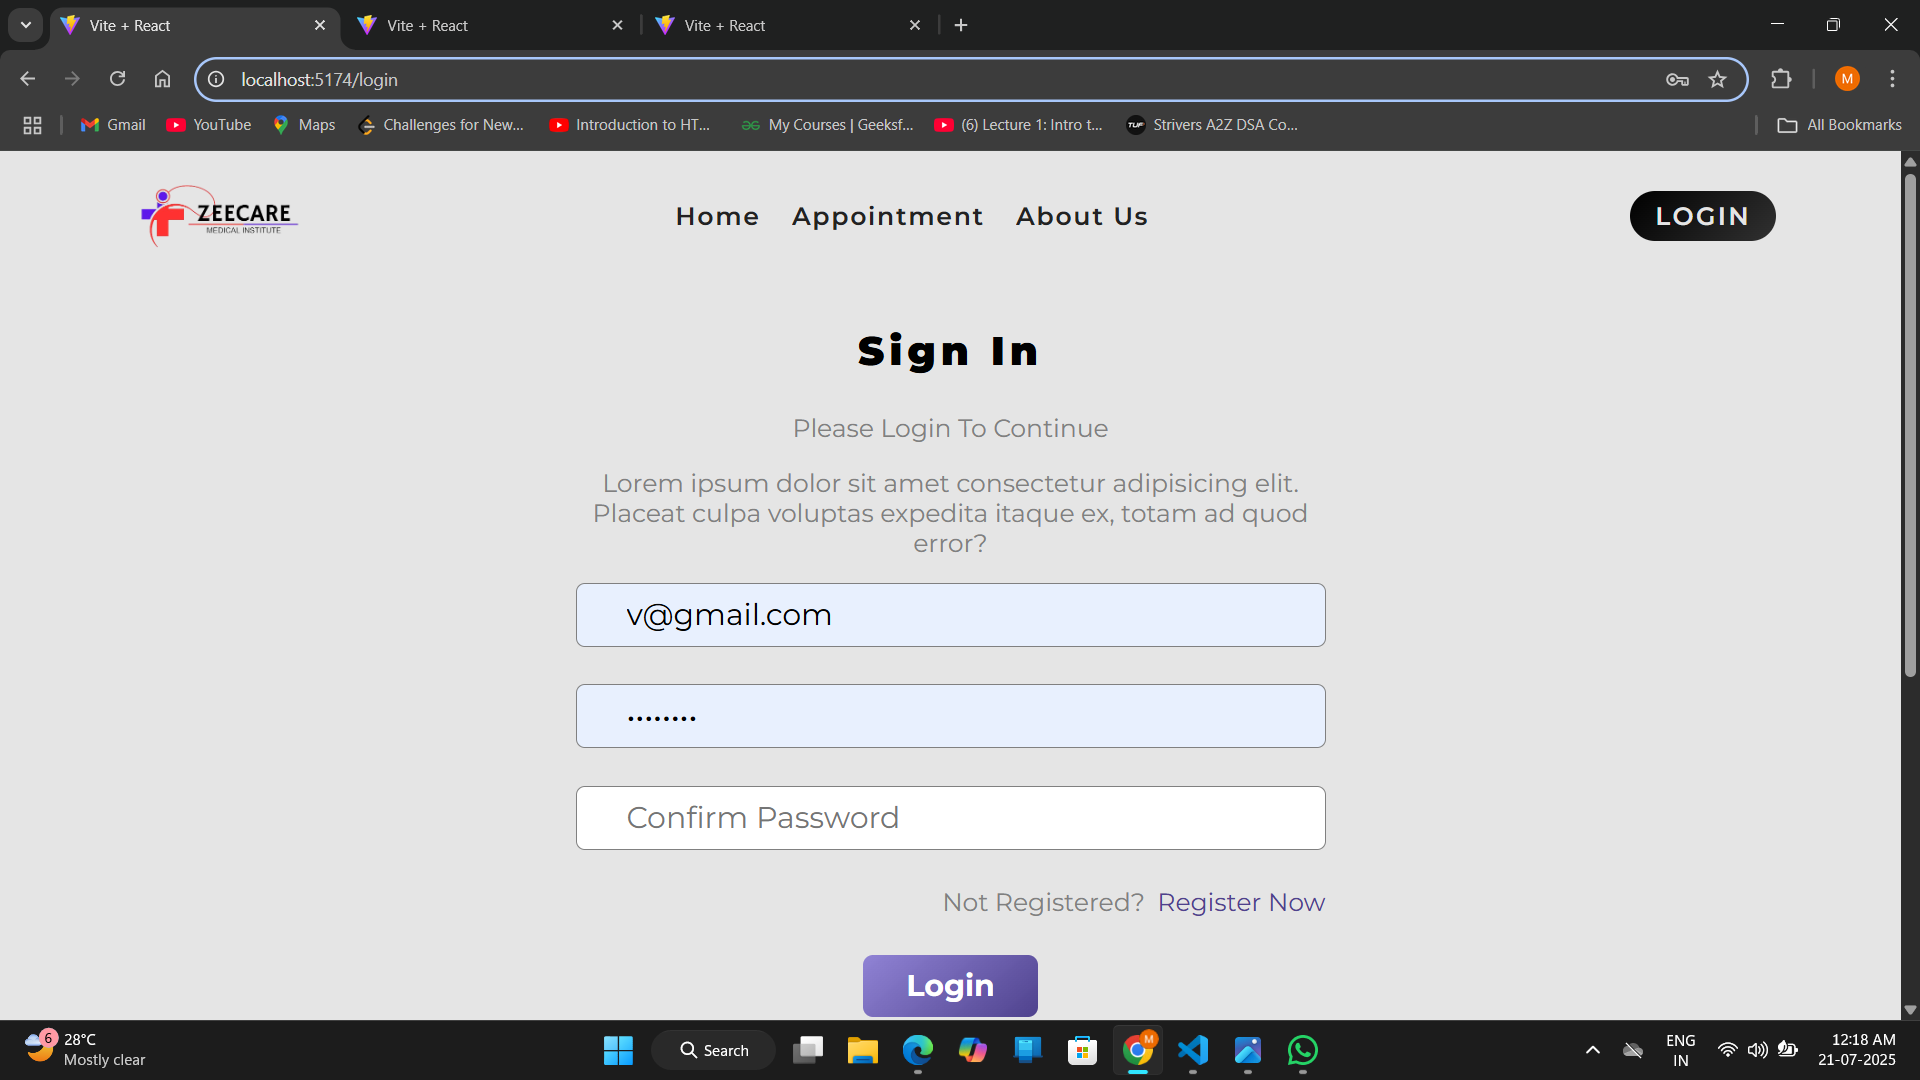 Vite + React
Vite + React
Vite + React
localhost:5174/login
M
Gmail
YouTube
Maps
Challenges for New...
Introduction to HT...
My Courses | Geeksf...
(6) Lecture 1: Intro t...
TUF
Strivers A2Z DSA Co...
All Bookmarks
ZEECARE
MEDICAL INSTITUTE
Home
Appointment
About Us
LOGIN
Sign In
Please Login To Continue
Lorem ipsum dolor sit amet consectetur adipisicing elit.
Placeat culpa voluptas expedita itaque ex, totam ad quod
error?
v@gmail.com
••••••••
Confirm Password
Not Registered? Register Now
Login
6
28°C
Mostly clear
Search
M
ENG
IN
12:18 AM
21-07-2025